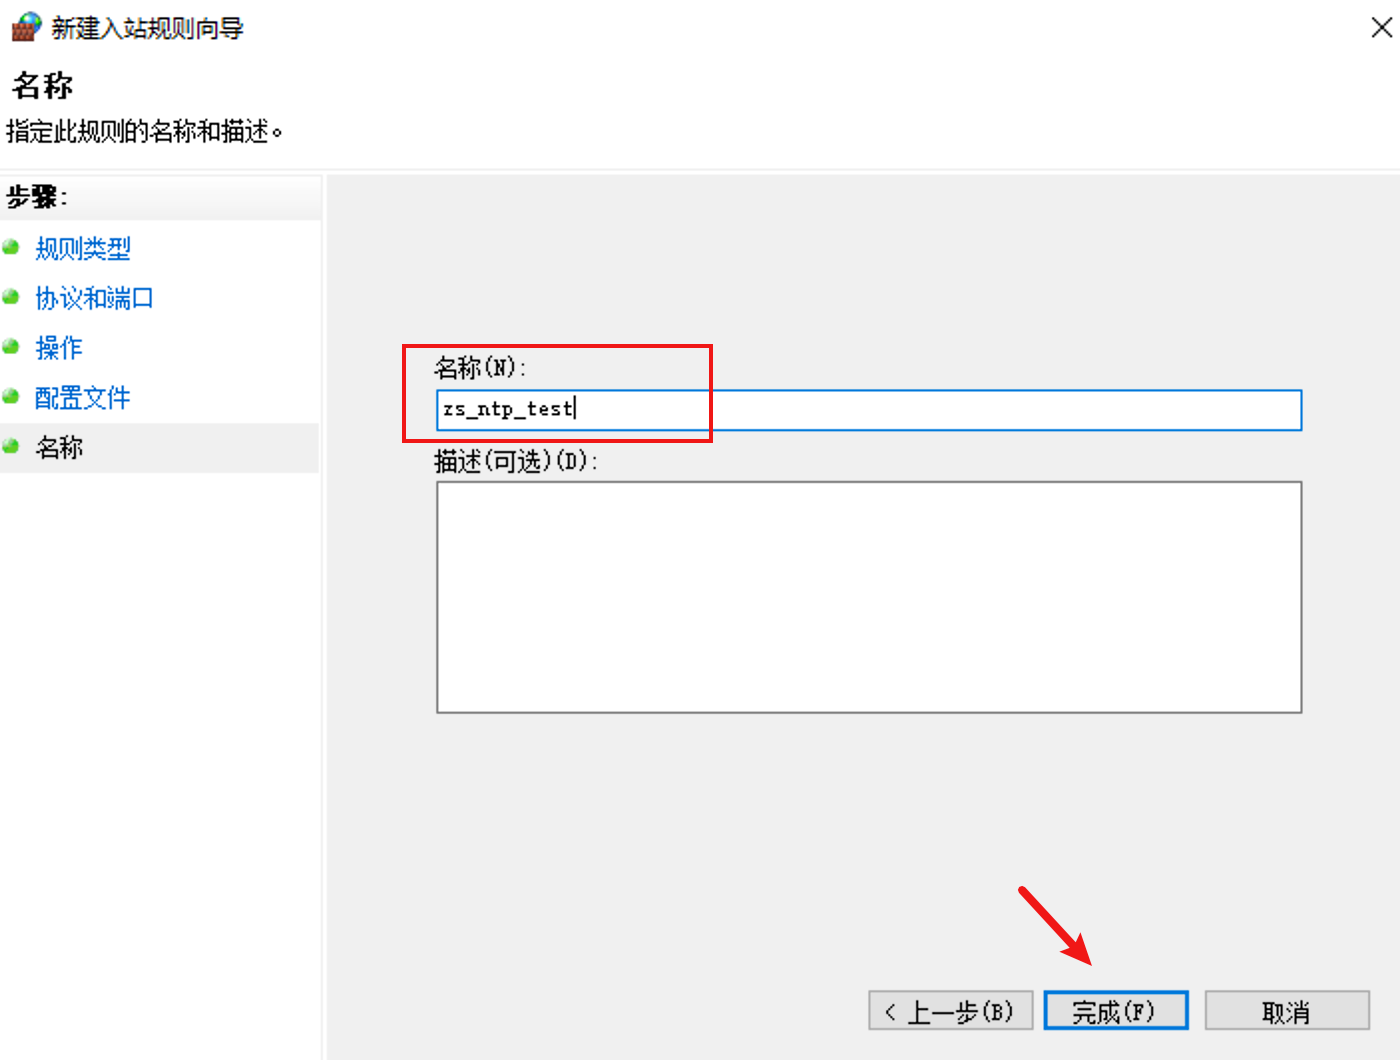 新建入站规则向导
名称
指定此规则的名称和描述。
步骤:
规则类型
协议和端口
操作
配置文件
名称
名称(N):
zs_ntp_test
描述(可选)(D):
< 上一步(B)
完成(F)
取消